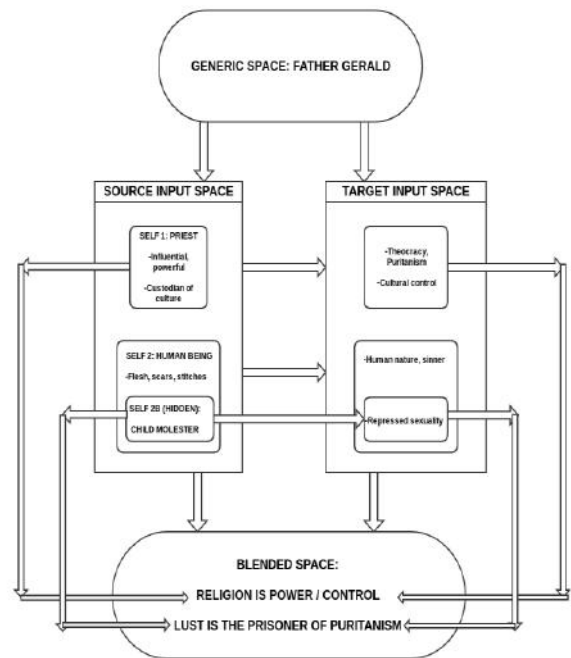 GENERIC SPACE: FATHER GERALD
SOURCE INPUT SPACE
SELF 1: PRIEST
-Influential,
powerful
-Custodian of
culture
SELF 2: HUMAN BEING
-Flesh, scars, stitches
SELF 2B (HIDDEN):
CHILD MOLESTER
TARGET INPUT SPACE
-Theocracy,
Puritanism
-Cultural control
-Human nature, sinner
-Repressed sexuality
BLENDED SPACE:
RELIGION IS POWER / CONTROL
LUST IS THE PRISONER OF PURITANISM